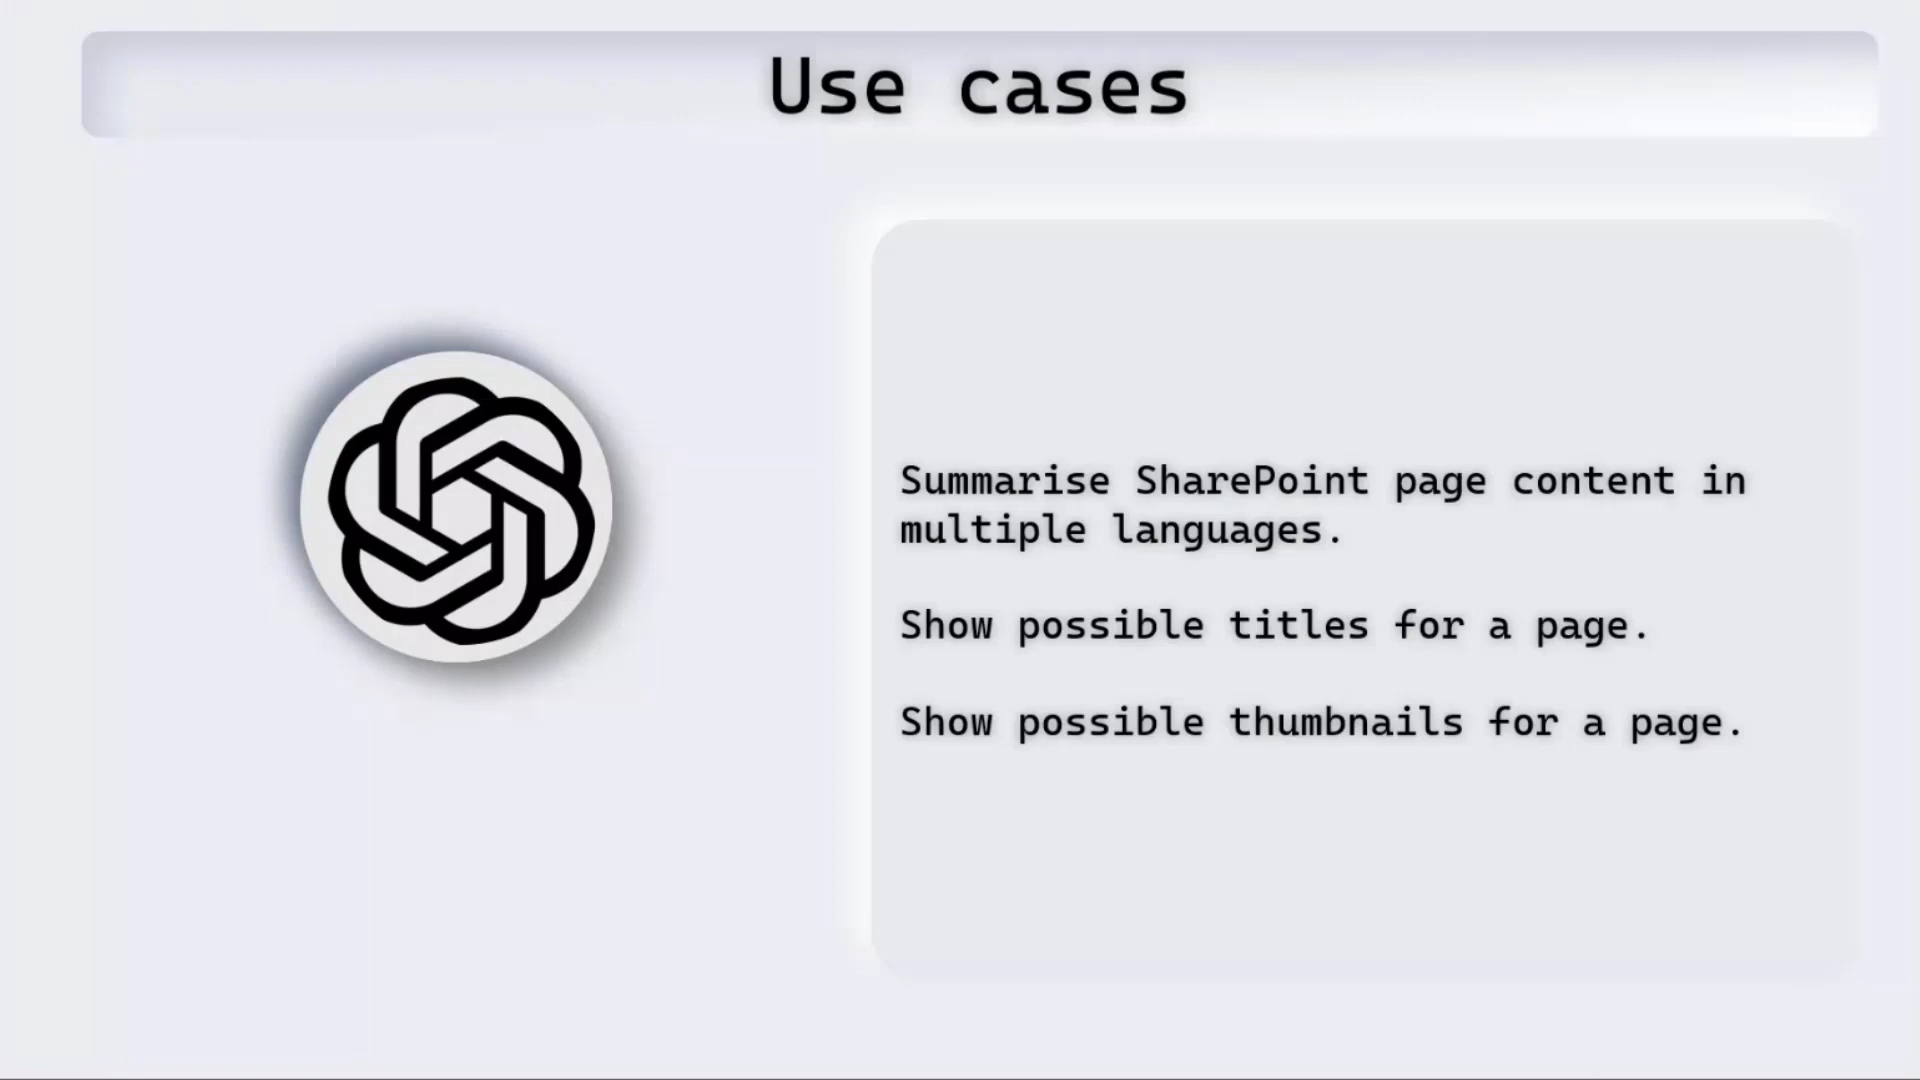 Use cases
Summarise SharePoint page content in
multiple languages.
Show possible titles for a page.
Show possible thumbnails for a page.